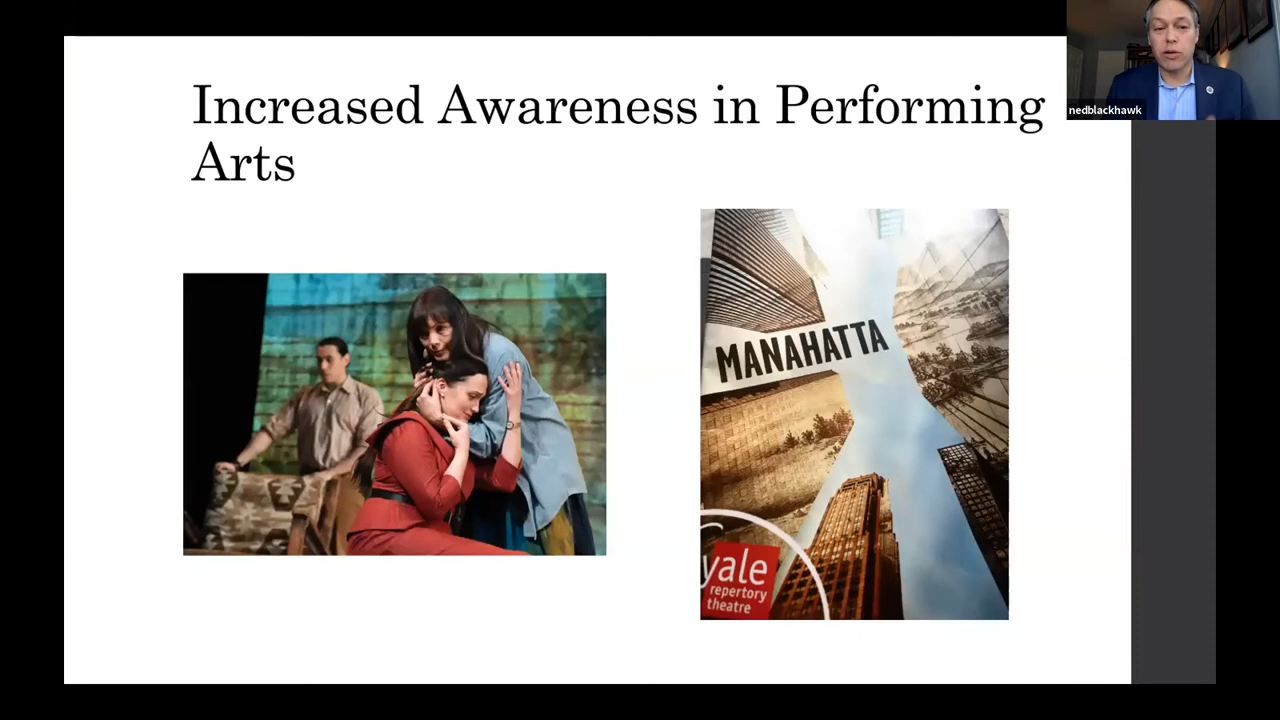 Increased Awareness in Performing
Arts
nedblackhawk
MANAHATTA
yale
repertory
theatre